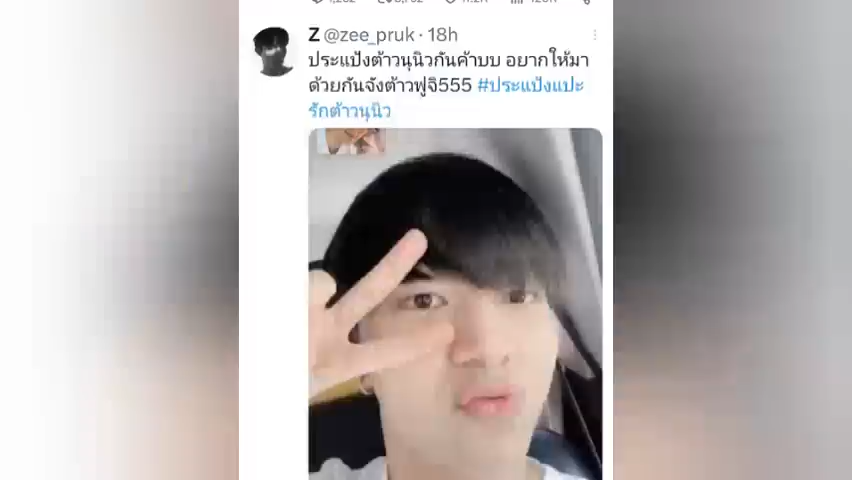 Z @zee_pruk · 18h
ประแป้งต้าวนุนิวกันค้าบบ อยากให้มา
ด้วยกันจังต้าวฟูจิ555 #ประแป้งแปะ
รักต้าวนุนิว